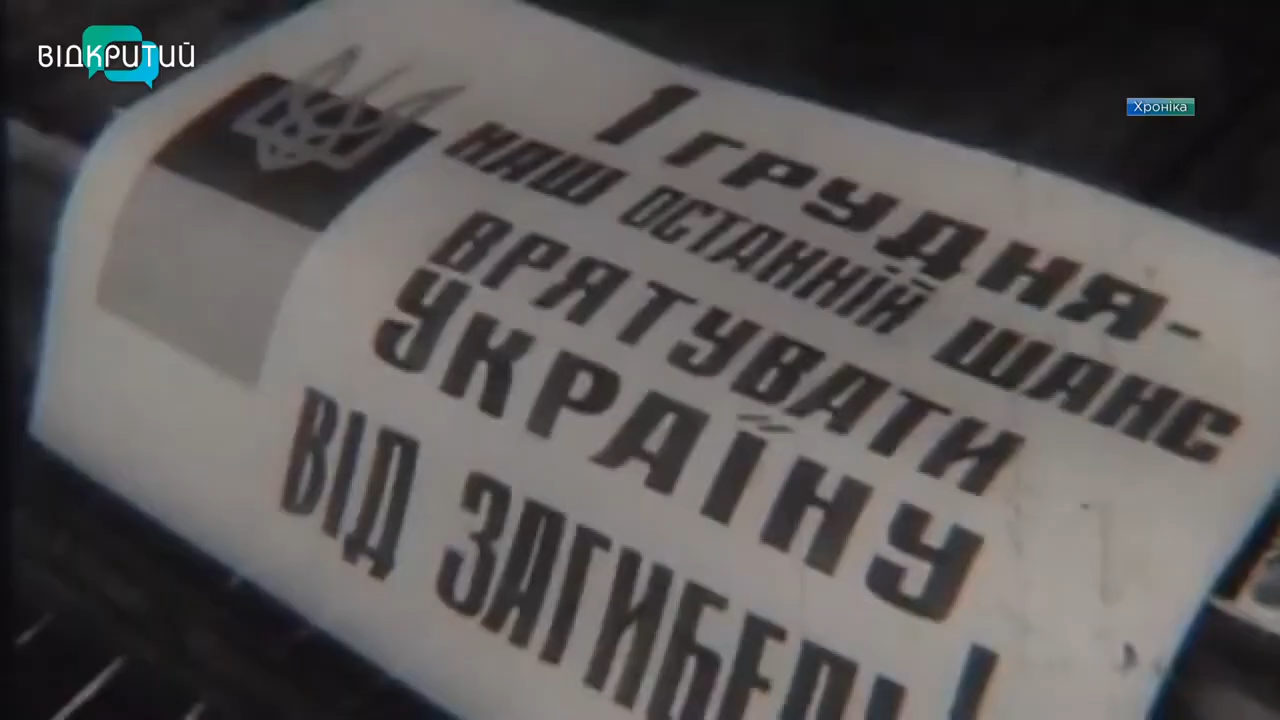 ВІДКРИТИЙ
Хроніка
1 ГРУДНЯ-
НАШ ОСТАННІЙ ШАНС
ВРЯТУВАТИ
УКРАЇНУ
ВІД ЗАГИБЕЛІ!